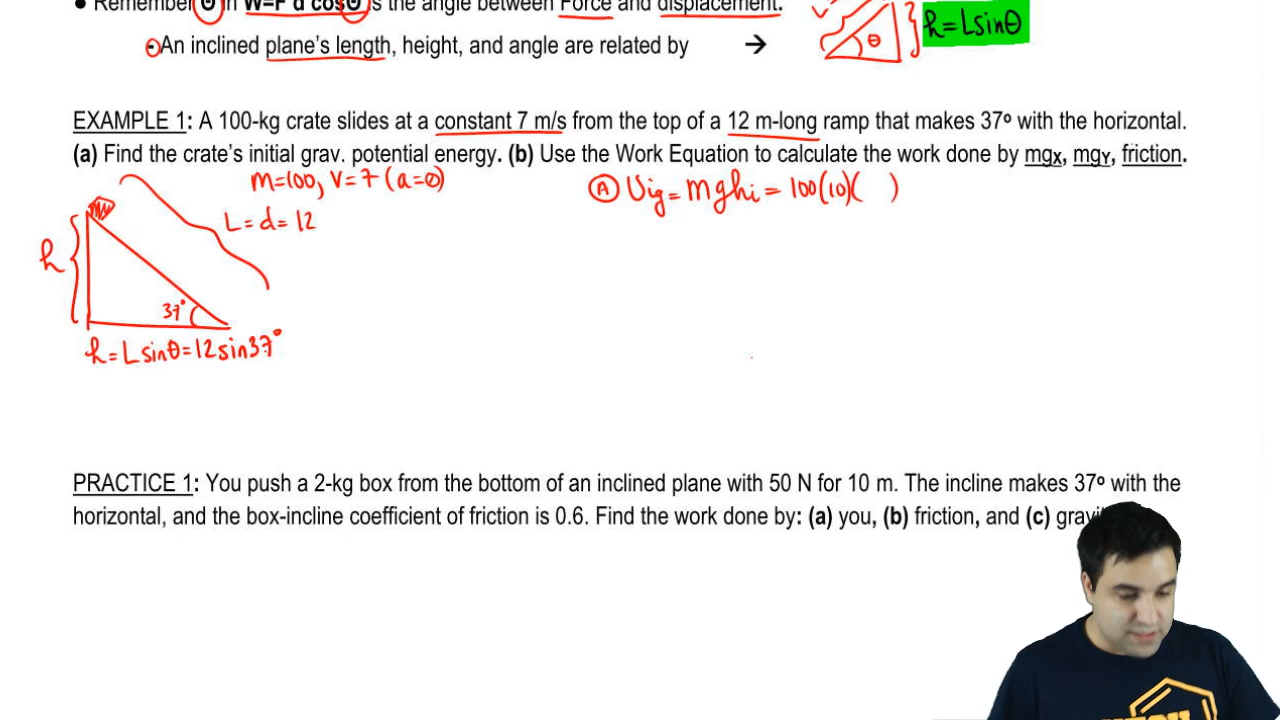 ● Remember θ in W=F d cosθ is the angle between Force and displacement.
- An inclined plane's length, height, and angle are related by →
θ
h = Lsinθ
EXAMPLE 1: A 100-kg crate slides at a constant 7 m/s from the top of a 12 m-long ramp that makes 37º with the horizontal.
(a) Find the crate's initial grav. potential energy. (b) Use the Work Equation to calculate the work done by mgX, mgY, friction.
m=100, V=7 (a=0)
L=d=12
h
37°
h=Lsinθ=12sin37°
(A) Uig = mghi = 100(10)( )
PRACTICE 1: You push a 2-kg box from the bottom of an inclined plane with 50 N for 10 m. The incline makes 37º with the
horizontal, and the box-incline coefficient of friction is 0.6. Find the work done by: (a) you, (b) friction, and (c)